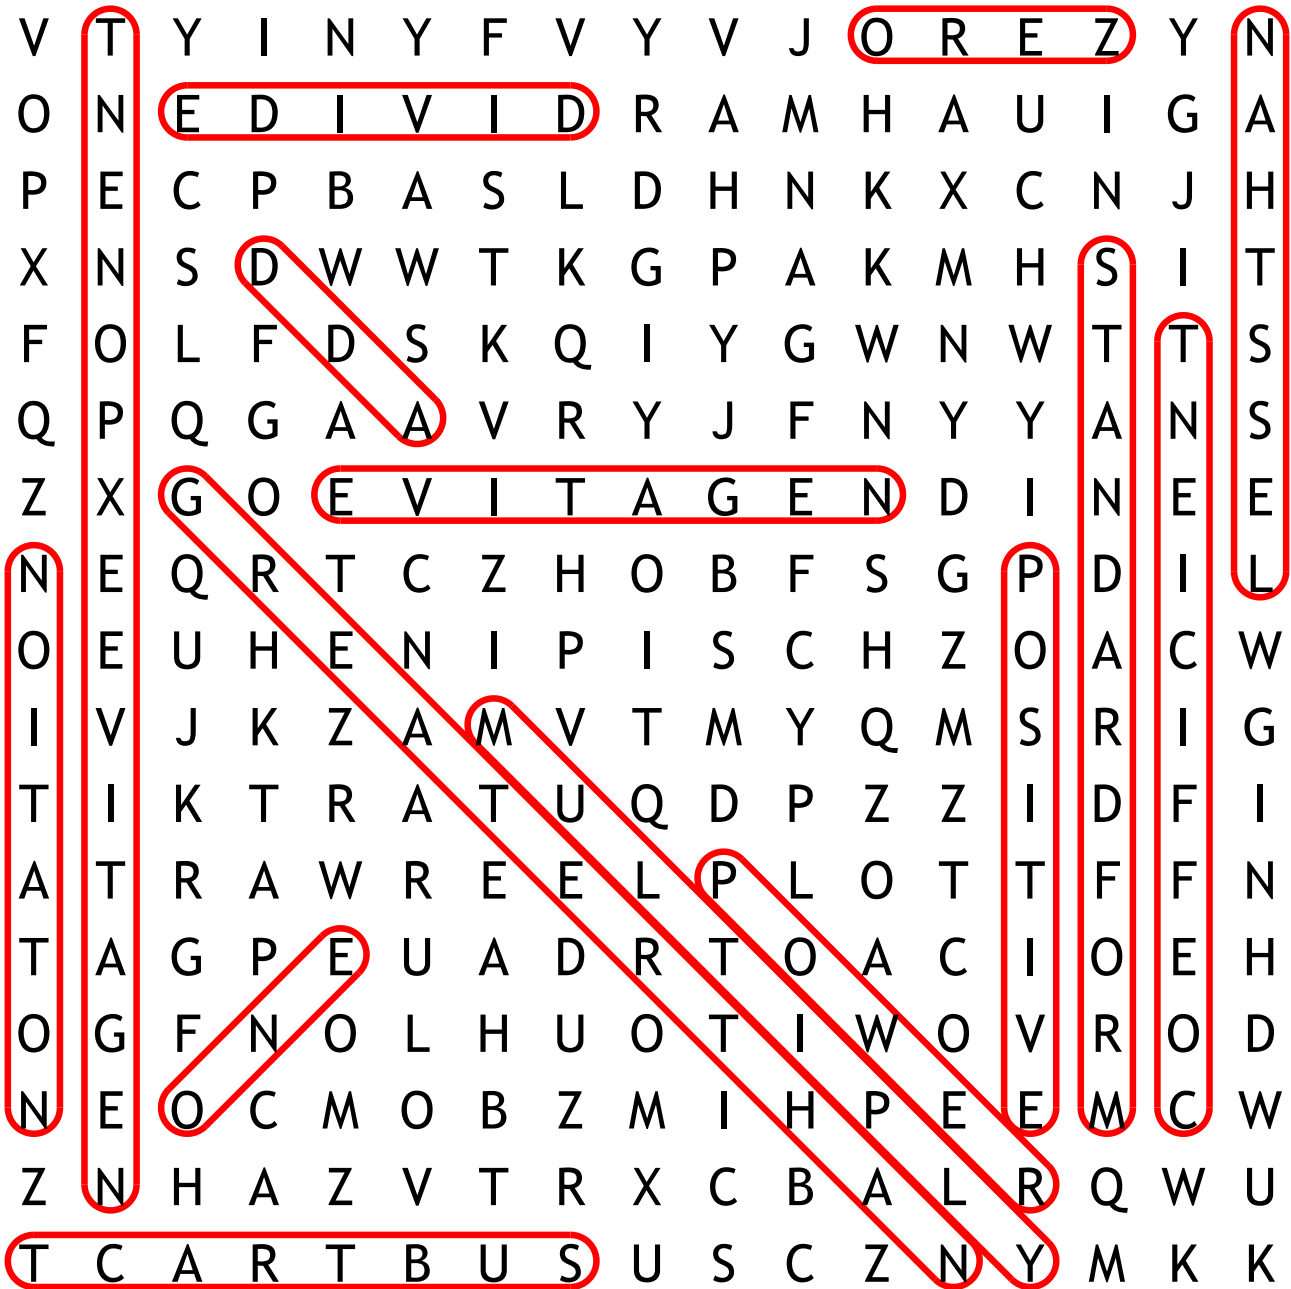 V T Y I N Y F V Y V J O R E Z Y N
O N E D I V I D R A M H A U I G A
P E C P B A S L D H N K X C N J H
X N S D W W T K G P A K M H S I T
F O L F D S K Q I Y G W N W T T S
Q P Q G A A V R Y J F N Y Y A N S
Z X G O E V I T A G E N D I N E E
N E Q R T C Z H O B F S G P D I L
O E U H E N I P I S C H Z O A C W
I V J K Z A M V T M Y Q M S R I G
T I K T R A T U Q D P Z Z I D F I
A T R A W R E E L P L O T T F F N
T A G P E U A D R T O A C I O E H
O G F N O L H U O T I W O V R O D
N E O C M O B Z M I H P E E M C W
Z N H A Z V T R X C B A L R Q W U
T C A R T B U S U S C Z N Y M K K